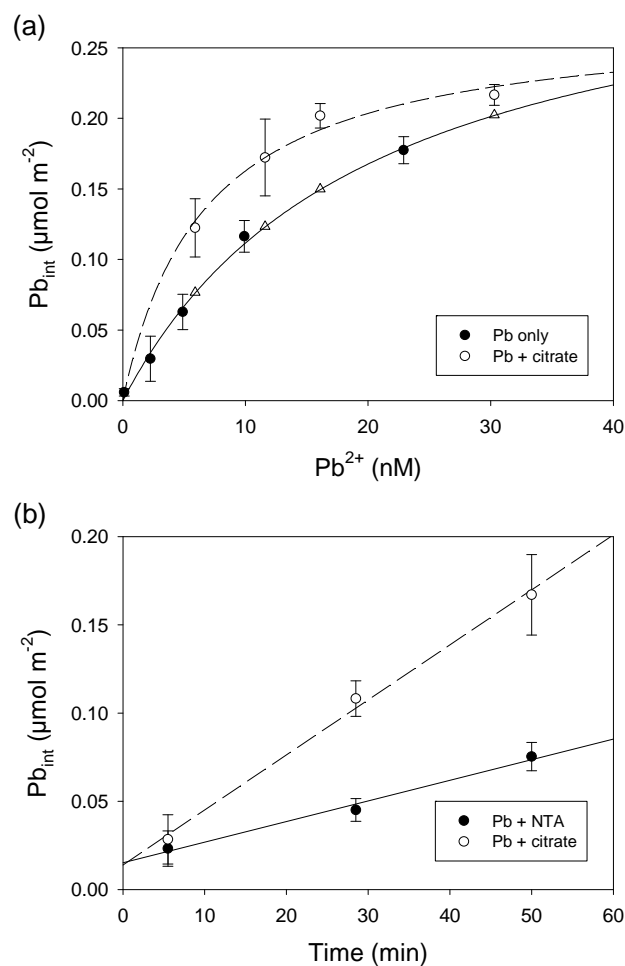 (a)
0.25
0.20
0.15
0.10
0.05
0.00
Pb_int (µmol m⁻²)
Pb only
Pb + citrate
0 10 20 30 40
Pb²⁺ (nM)
(b)
0.20
0.15
0.10
0.05
0.00
Pb_int (µmol m⁻²)
Pb + NTA
Pb + citrate
0 10 20 30 40 50 60
Time (min)